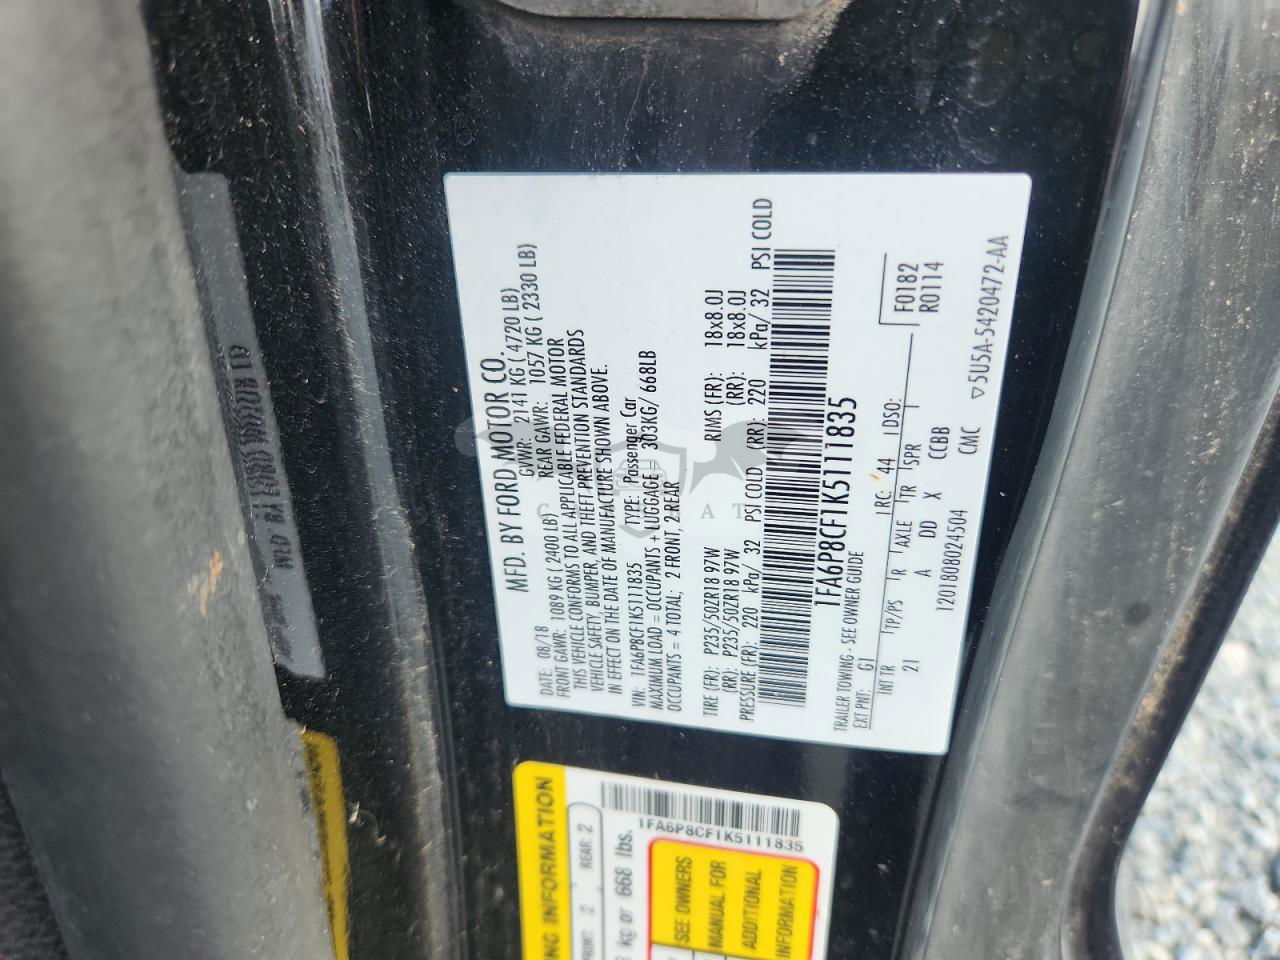 MFD. BY FORD MOTOR CO.
DATE: 08/18 GVWR: 2141 KG ( 4720 LB)
FRONT GAWR: 1089 KG ( 2400 LB) REAR GAWR: 1057 KG ( 2330 LB)
THIS VEHICLE CONFORMS TO ALL APPLICABLE FEDERAL MOTOR
VEHICLE SAFETY, BUMPER, AND THEFT PREVENTION STANDARDS
IN EFFECT ON THE DATE OF MANUFACTURE SHOWN ABOVE.
VIN: 1FA6P8CF1K5111835 TYPE: Passenger Car
MAXIMUM LOAD = OCCUPANTS + LUGGAGE = 303KG/ 668LB
OCCUPANTS = 4 TOTAL; 2 FRONT, 2 REAR
TIRE (FR): P235/50ZR18 97W RIMS (FR): 18x8.0J
(RR): P235/50ZR18 97W (RR): 18x8.0J
PRESSURE (FR): 220 kPa/ 32 PSI COLD (RR): 220 kPa/ 32 PSI COLD
1FA6P8CF1K5111835
TRAILER TOWING - SEE OWNER GUIDE
EXT PNT: G1 RC: 44 DSO:
INT TR TP/PS R AXLE TR SPR F0182
21 A DD X CCBB R0114
1201808024504 CMC
▽5U5A-5420472-AA
NG INFORMATION
FRONT: 2 REAR: 2
kg or 668 lbs.
1FA6P8CF1K5111835
SEE OWNERS
MANUAL FOR
ADDITIONAL
INFORMATION